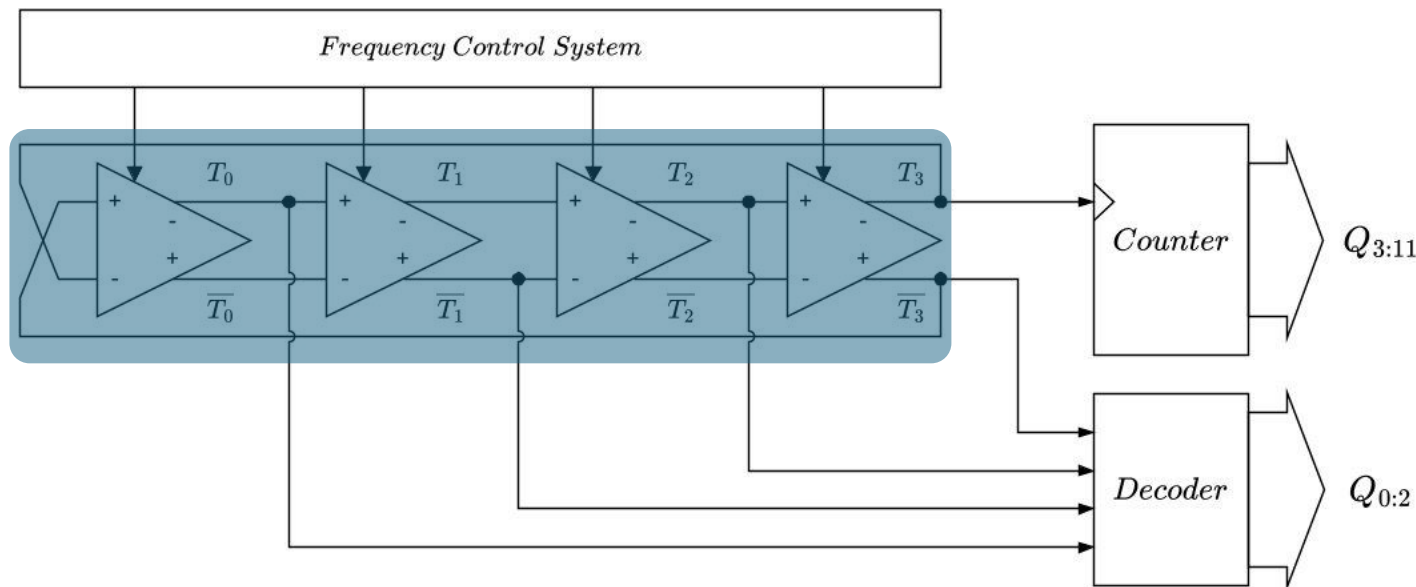 Frequency Control System
T₀ T₁ T₂ T₃
+ + + +
- - - -
+ + + +
- - - -
T̅₀ T̅₁ T̅₂ T̅₃
Counter
Q₃:₁₁
Decoder
Q₀:₂